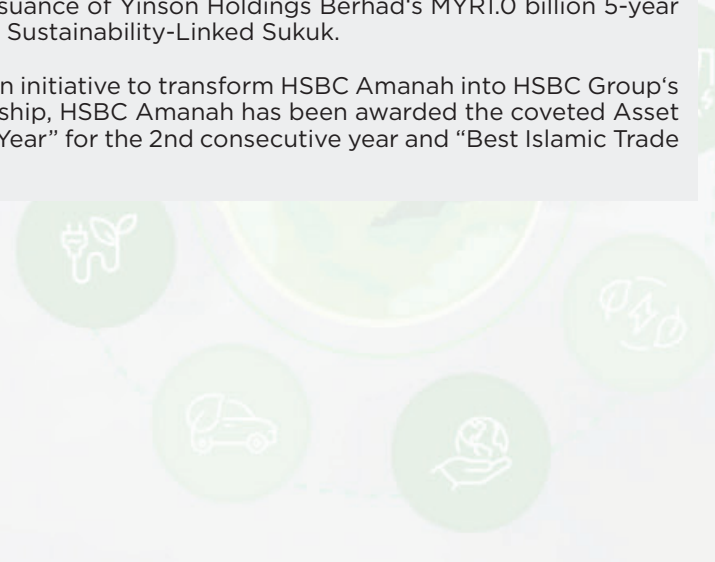 suance of Yinson Holdings Berhad‘s MYR1.0 billion 5-year
Sustainability-Linked Sukuk.
n initiative to transform HSBC Amanah into HSBC Group‘s
ship, HSBC Amanah has been awarded the coveted Asset
Year” for the 2nd consecutive year and “Best Islamic Trade